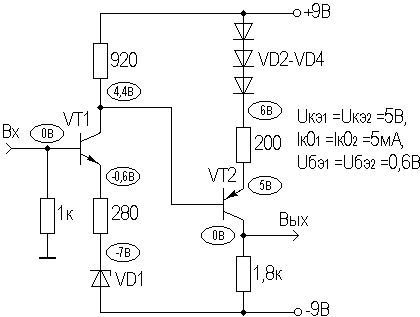 +9В
920
VD2-VD4
4,4В
VT1
6В
Вх
0В
Uкэ1 =Uкэ2 =5В,
200
Iк01 =Iк02 =5мА,
Uбэ1 =Uбэ2 =0,6В
-0,6В
VT2
5В
1к
280
Вых
0В
-7В
VD1
1,8к
-9В